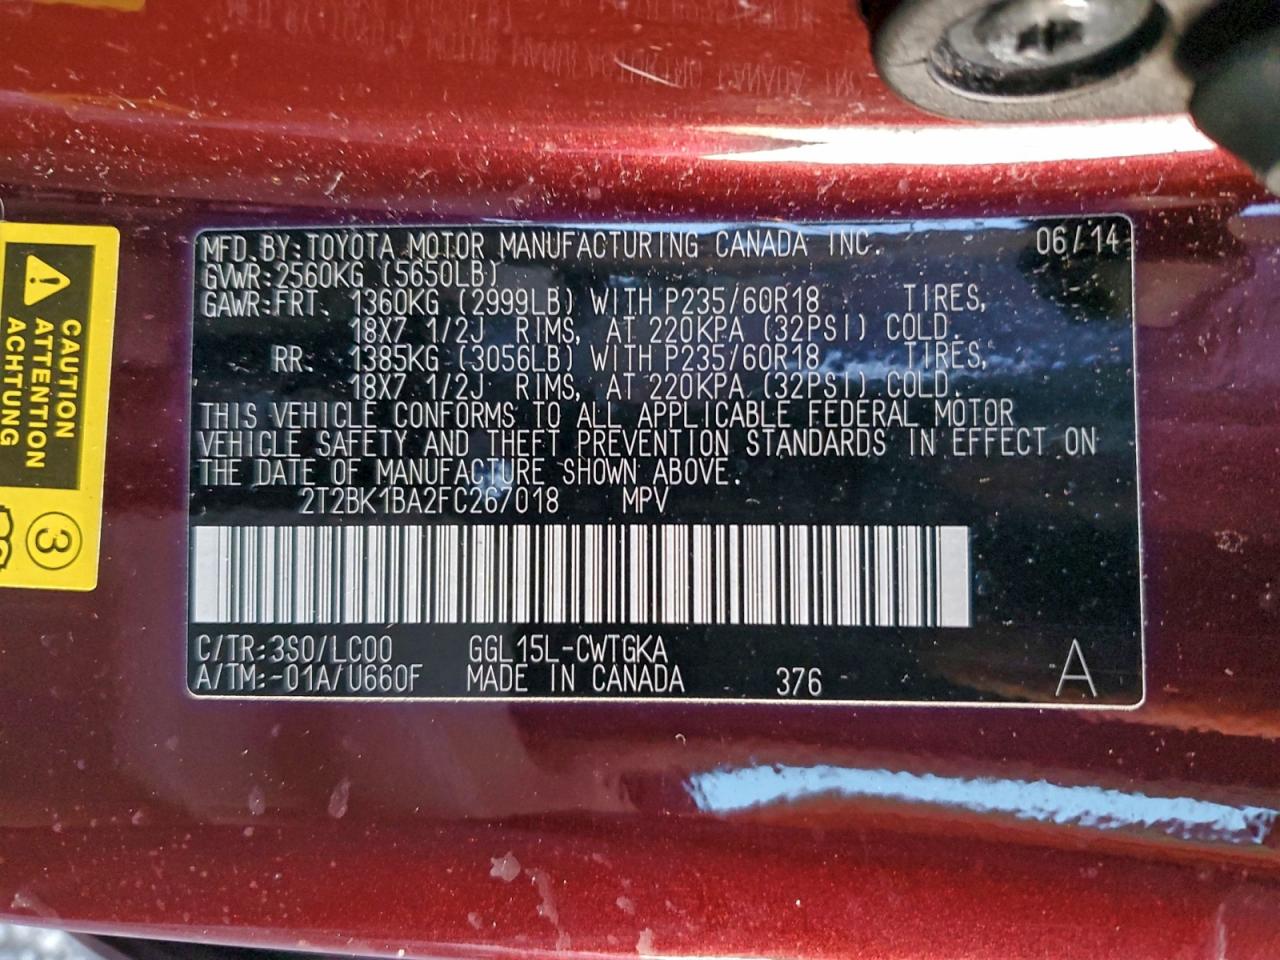 MFD.BY:TOYOTA MOTOR MANUFACTURING CANADA INC. 06/14
GVWR:2560KG (5650LB)
GAWR:FRT. 1360KG (2999LB) WITH P235/60R18 TIRES,
18X7 1/2J RIMS, AT 220KPA (32PSI) COLD.
RR. 1385KG (3056LB) WITH P235/60R18 TIRES,
18X7 1/2J RIMS, AT 220KPA (32PSI) COLD.
THIS VEHICLE CONFORMS TO ALL APPLICABLE FEDERAL MOTOR
VEHICLE SAFETY AND THEFT PREVENTION STANDARDS IN EFFECT ON
THE DATE OF MANUFACTURE SHOWN ABOVE.
2T2BK1BA2FC267018 MPV
C/TR:3S0/LC00 GGL15L-CWTGKA
A/TM:-01A/U660F MADE IN CANADA 376 A
CAUTION
ATTENTION
ACHTUNG
3